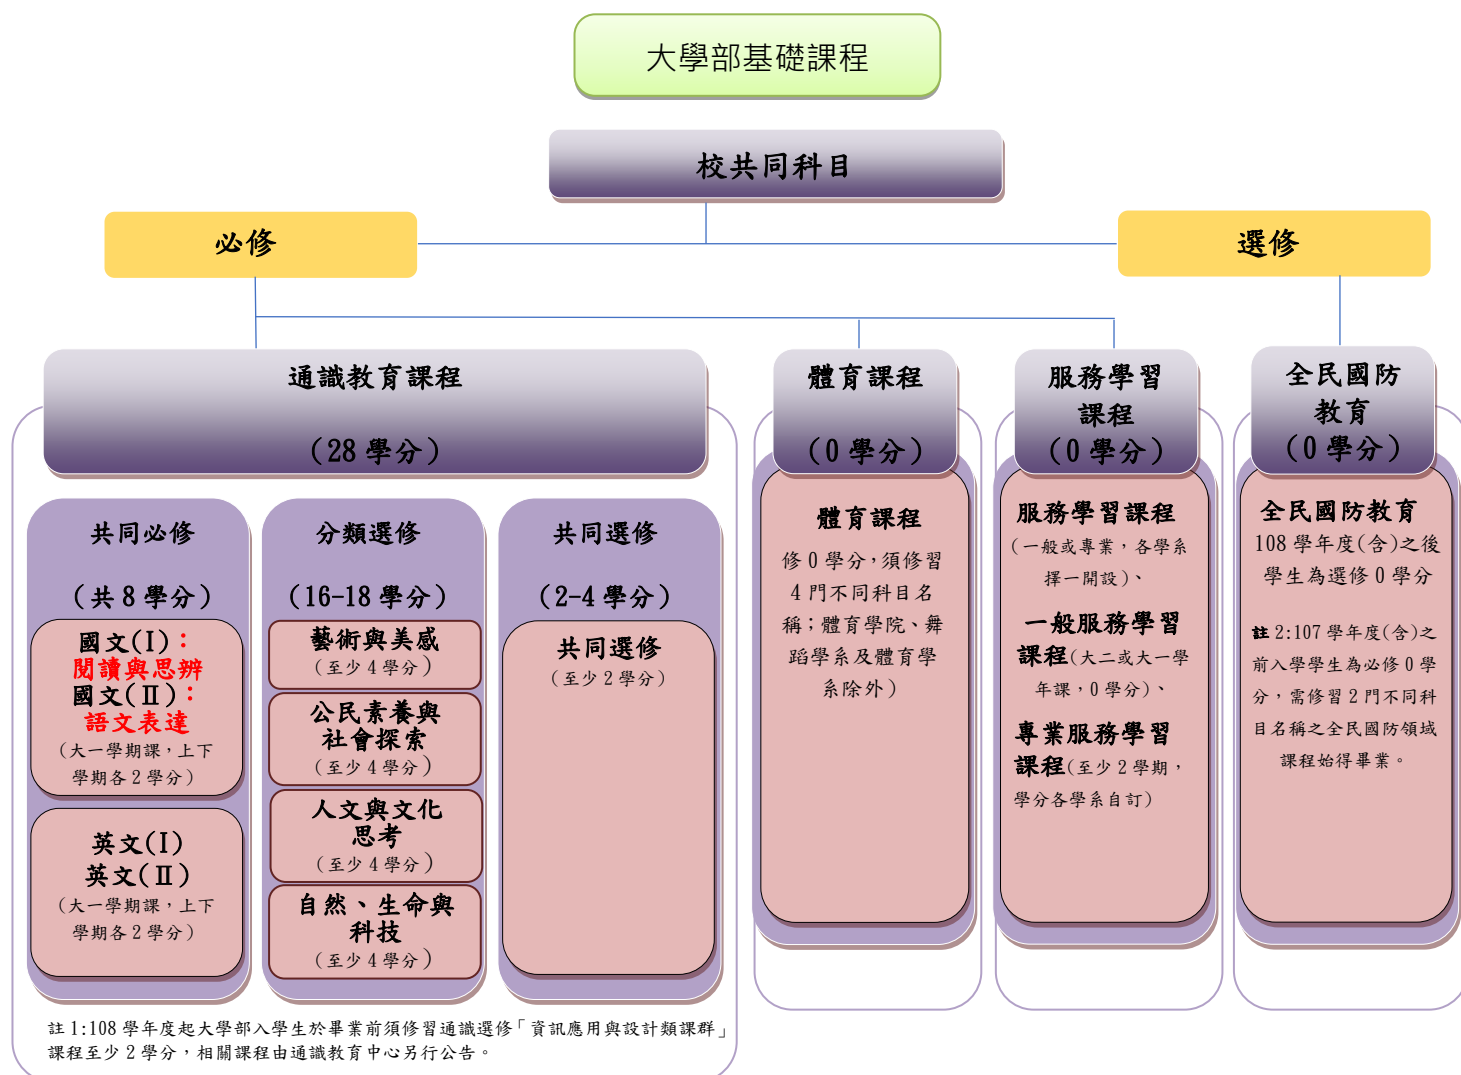 大學部基礎課程
校共同科目
必修
選修
通識教育課程
(28 學分)
共同必修
(共 8 學分)
國文(I)：
閱讀與思辨
國文(Ⅱ)：
語文表達
(大一學期課，上下
學期各 2 學分)
英文(I)
英文(Ⅱ)
(大一學期課，上下
學期各 2 學分)
分類選修
(16-18 學分)
藝術與美感
(至少 4 學分)
公民素養與
社會探索
(至少 4 學分)
人文與文化
思考
(至少 4 學分)
自然、生命與
科技
(至少 4 學分)
共同選修
(2-4 學分)
共同選修
(至少 2 學分)
註 1:108 學年度起大學部入學生於畢業前須修習通識選修「資訊應用與設計類課群」
課程至少 2 學分，相關課程由通識教育中心另行公告。
體育課程
(0 學分)
體育課程
修 0 學分，須修習
4 門不同科目名
稱；體育學院、舞
蹈學系及體育學
系除外)
服務學習
課程
(0 學分)
服務學習課程
(一般或專業，各學系
擇一開設)、
一般服務學習
課程(大二或大一學
年課，0 學分)、
專業服務學習
課程(至少 2 學期，
學分各學系自訂)
全民國防
教育
(0 學分)
全民國防教育
108 學年度(含)之後
學生為選修 0 學分
註 2:107 學年度(含)之
前入學學生為必修 0 學
分，需修習 2 門不同科
目名稱之全民國防領域
課程始得畢業。